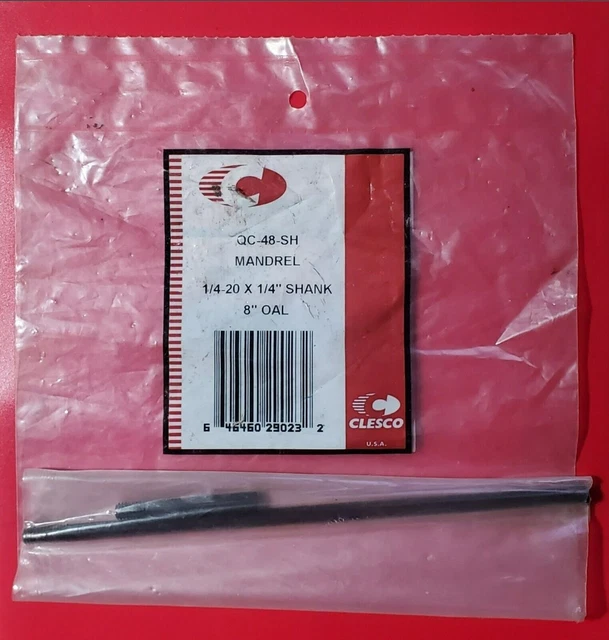 QC-48-SH
MANDREL
1/4-20 X 1/4" SHANK
8" OAL
6 46460 29023 2
CLESCO
U.S.A.